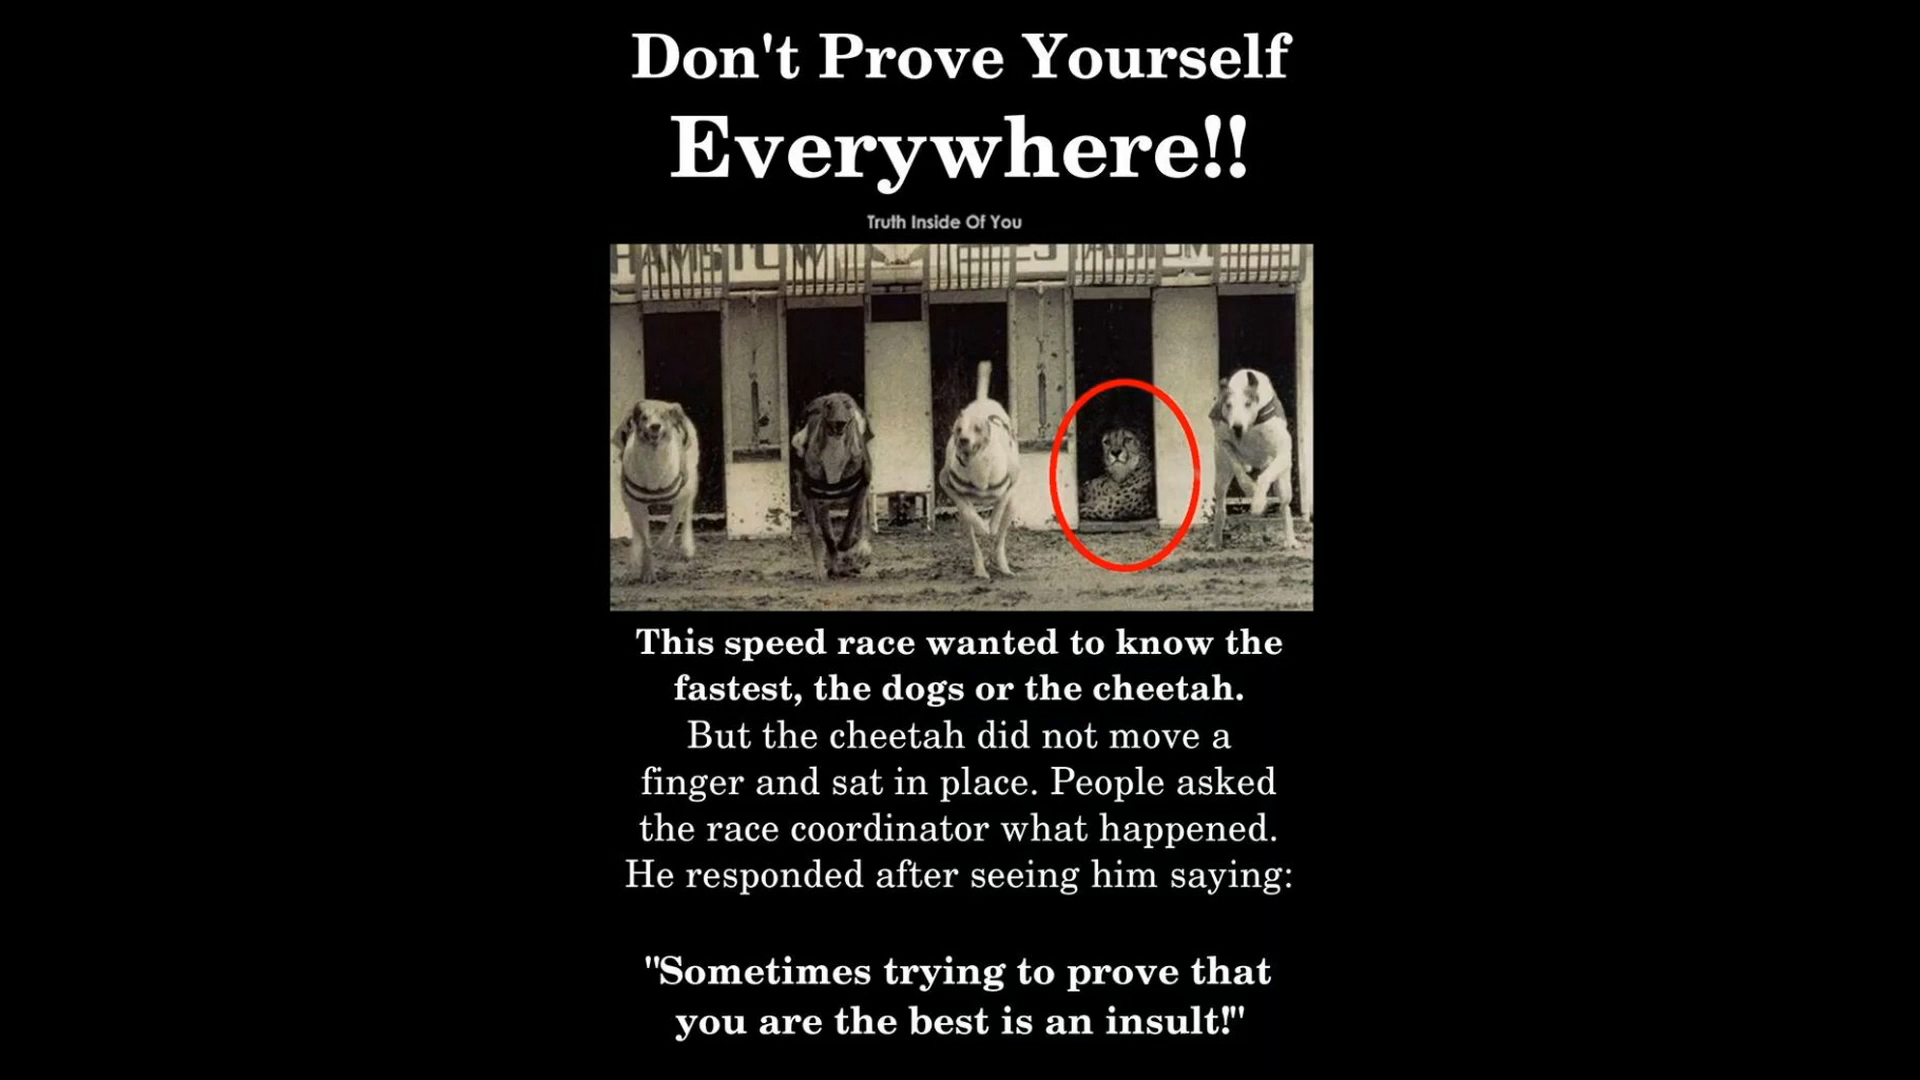 Don't Prove Yourself
Everywhere!!
Truth Inside Of You
This speed race wanted to know the
fastest, the dogs or the cheetah.
But the cheetah did not move a
finger and sat in place. People asked
the race coordinator what happened.
He responded after seeing him saying:
"Sometimes trying to prove that
you are the best is an insult!"